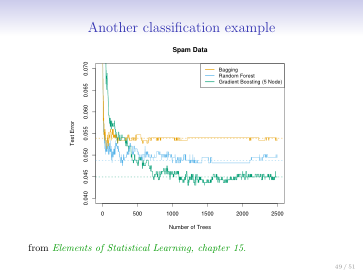 Another classification example
Spam Data
Bagging
Random Forest
Gradient Boosting (5 Node)
Test Error
0.070
0.065
0.060
0.055
0.050
0.045
0.040
0 500 1000 1500 2000 2500
Number of Trees
from Elements of Statistical Learning, chapter 15.
49 / 51